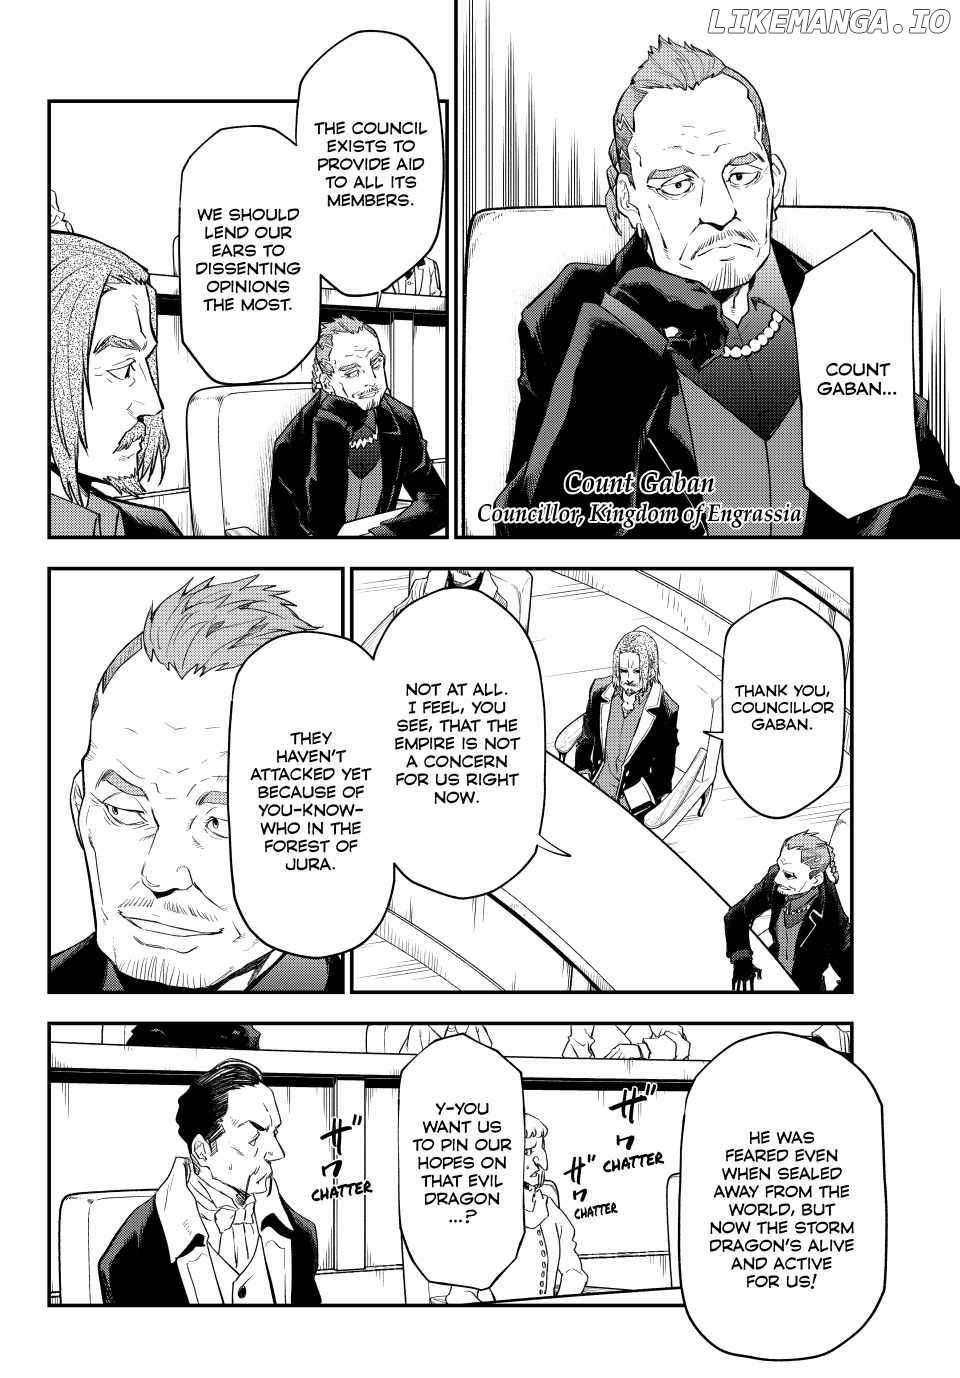 LIKEMANGA.IO
COUNT
GABAN...
Count Gaban
Councillor, Kingdom of Engrassia
THE COUNCIL
EXISTS TO
PROVIDE AID
TO ALL ITS
MEMBERS.
WE SHOULD
LEND OUR
EARS TO
DISSENTING
OPINIONS
THE MOST.
THANK YOU,
COUNCILLOR
GABAN.
NOT AT ALL.
I FEEL, YOU
SEE, THAT THE
EMPIRE IS NOT
A CONCERN
FOR US RIGHT
NOW.
THEY
HAVEN'T
ATTACKED YET
BECAUSE OF
YOU-KNOW-
WHO IN THE
FOREST OF
JURA.
HE WAS
FEARED EVEN
WHEN SEALED
AWAY FROM THE
WORLD, BUT
NOW THE STORM
DRAGON'S ALIVE
AND ACTIVE
FOR US!
ザワ
CHATTER
ザワ
CHATTER
Y-YOU
WANT US
TO PIN OUR
HOPES ON
THAT EVIL
DRAGON
...?
ザワ
CHATTER